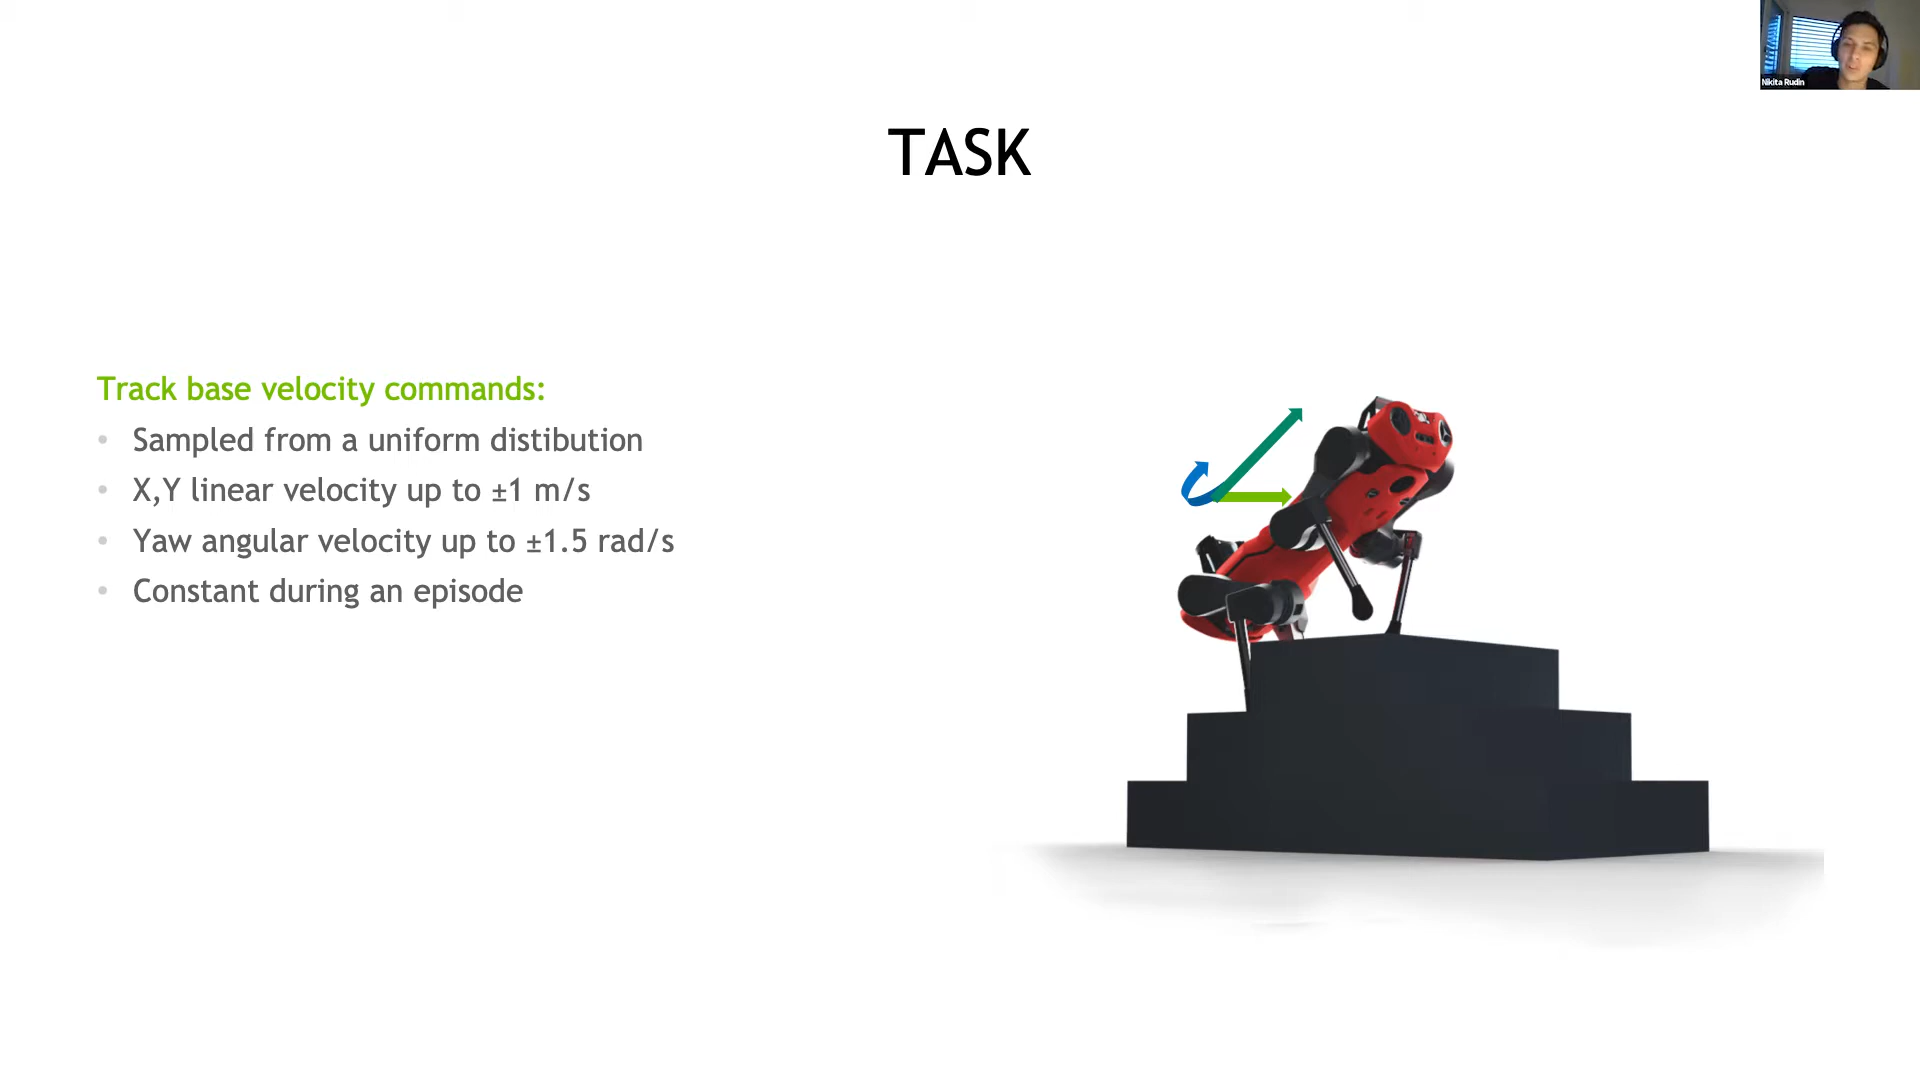 Nikita Rudin
TASK
Track base velocity commands:
• Sampled from a uniform distibution
• X,Y linear velocity up to ±1 m/s
• Yaw angular velocity up to ±1.5 rad/s
• Constant during an episode